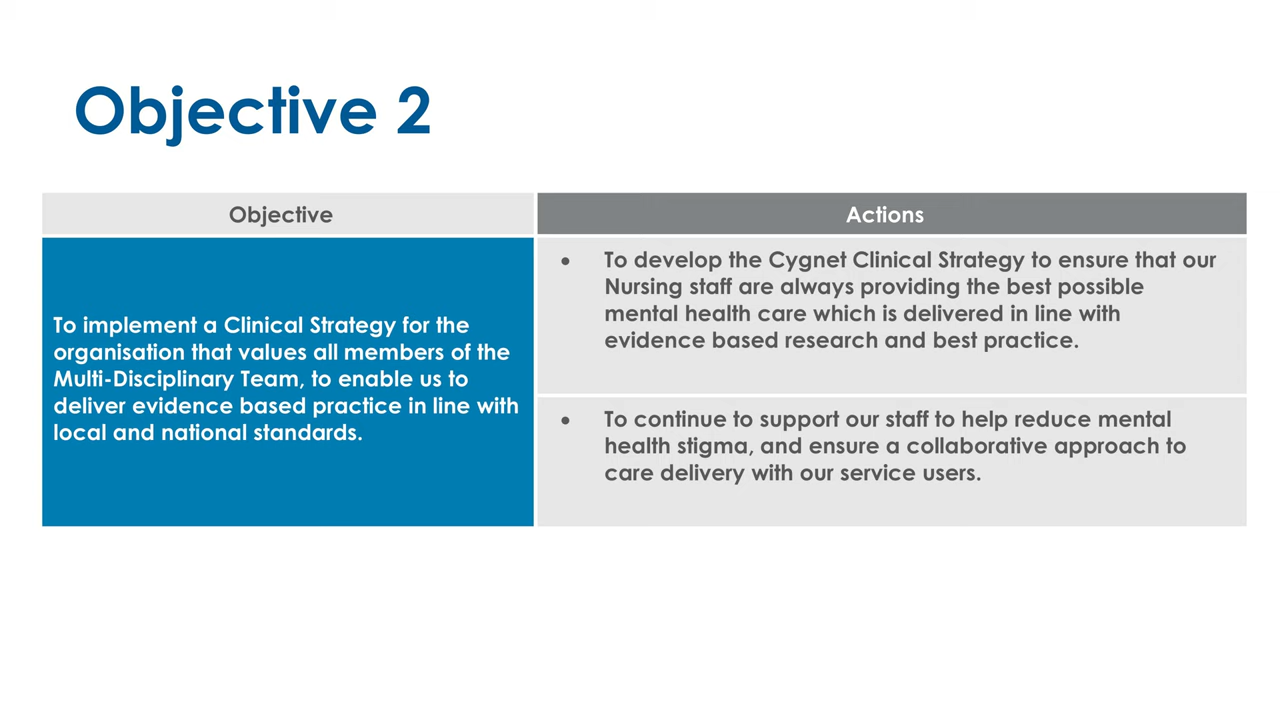 Objective 2
Objective
Actions
To implement a Clinical Strategy for the
organisation that values all members of the
Multi-Disciplinary Team, to enable us to
deliver evidence based practice in line with
local and national standards.
• To develop the Cygnet Clinical Strategy to ensure that our
Nursing staff are always providing the best possible
mental health care which is delivered in line with
evidence based research and best practice.
• To continue to support our staff to help reduce mental
health stigma, and ensure a collaborative approach to
care delivery with our service users.